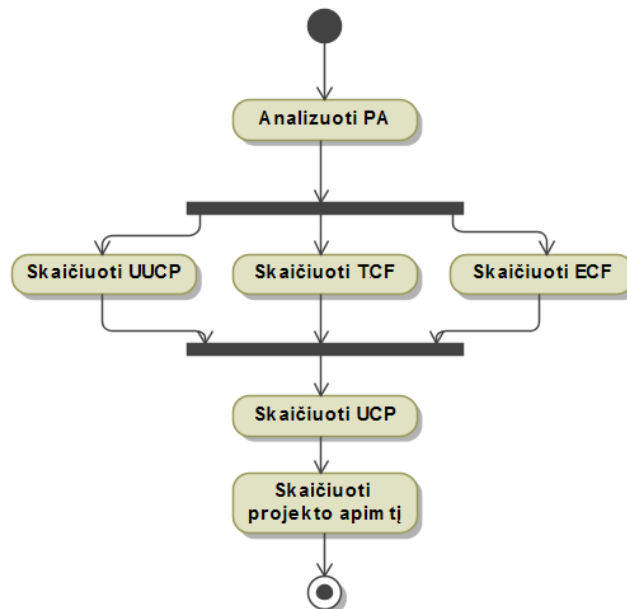 Analizuoti PA
Skaičiuoti UUCP
Skaičiuoti TCF
Skaičiuoti ECF
Skaičiuoti UCP
Skaičiuoti
projekto apimtį